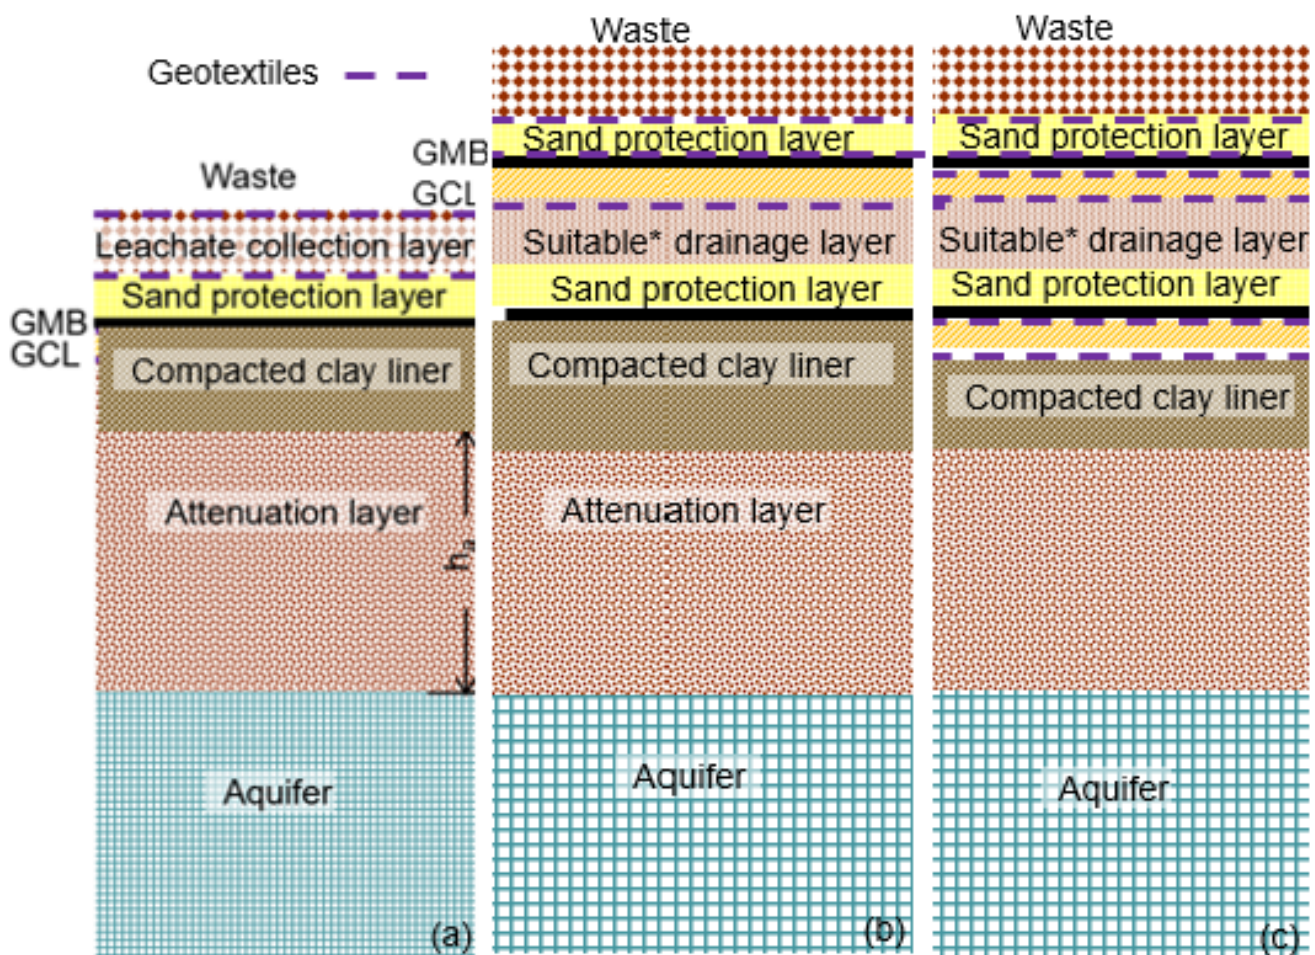 Geotextiles
Waste
GMB
GCL
Leachate collection layer
Sand protection layer
Compacted clay liner
Attenuation layer
ha
Aquifer
(a)
Waste
Sand protection layer
GMB
GCL
Suitable* drainage layer
Sand protection layer
Compacted clay liner
Attenuation layer
Aquifer
(b)
Waste
Sand protection layer
Suitable* drainage layer
Sand protection layer
Compacted clay liner
Aquifer
(c)